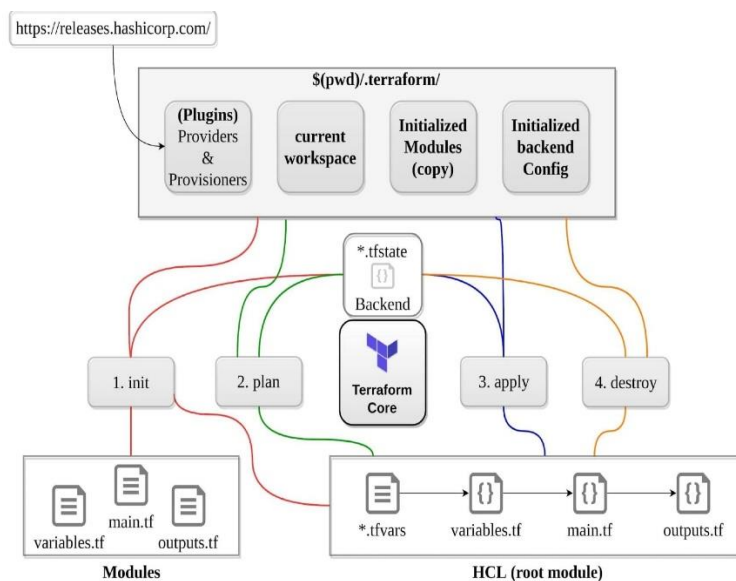 https://releases.hashicorp.com/
$(pwd)/.terraform/
(Plugins)
Providers
&
Provisioners
current
workspace
Initialized
Modules
(copy)
Initialized
backend
Config
*.tfstate
{}
Backend
1. init
2. plan
Terraform
Core
3. apply
4. destroy
variables.tf
main.tf
outputs.tf
Modules
*.tfvars
{}
variables.tf
{}
main.tf
{}
outputs.tf
HCL (root module)